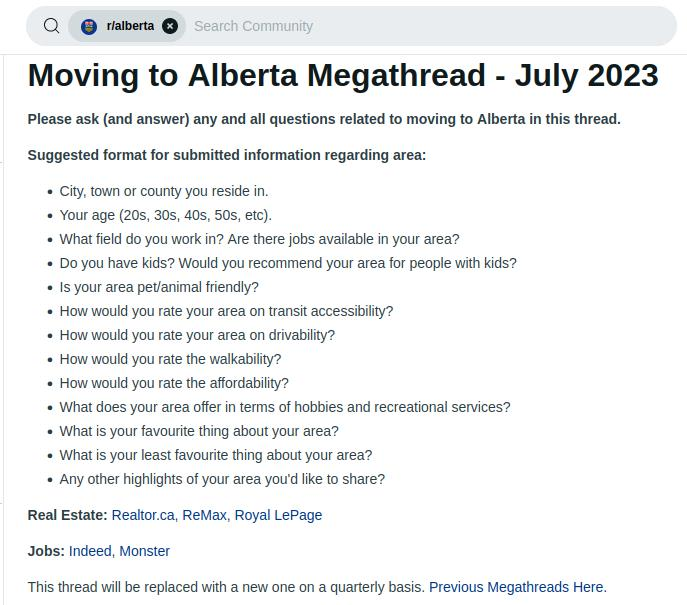 r/alberta
Search Community
Moving to Alberta Megathread - July 2023
Please ask (and answer) any and all questions related to moving to Alberta in this thread.
Suggested format for submitted information regarding area:
• City, town or county you reside in.
• Your age (20s, 30s, 40s, 50s, etc).
• What field do you work in? Are there jobs available in your area?
• Do you have kids? Would you recommend your area for people with kids?
• Is your area pet/animal friendly?
• How would you rate your area on transit accessibility?
• How would you rate your area on drivability?
• How would you rate the walkability?
• How would you rate the affordability?
• What does your area offer in terms of hobbies and recreational services?
• What is your favourite thing about your area?
• What is your least favourite thing about your area?
• Any other highlights of your area you'd like to share?
Real Estate: Realtor.ca, ReMax, Royal LePage
Jobs: Indeed, Monster
This thread will be replaced with a new one on a quarterly basis. Previous Megathreads Here.